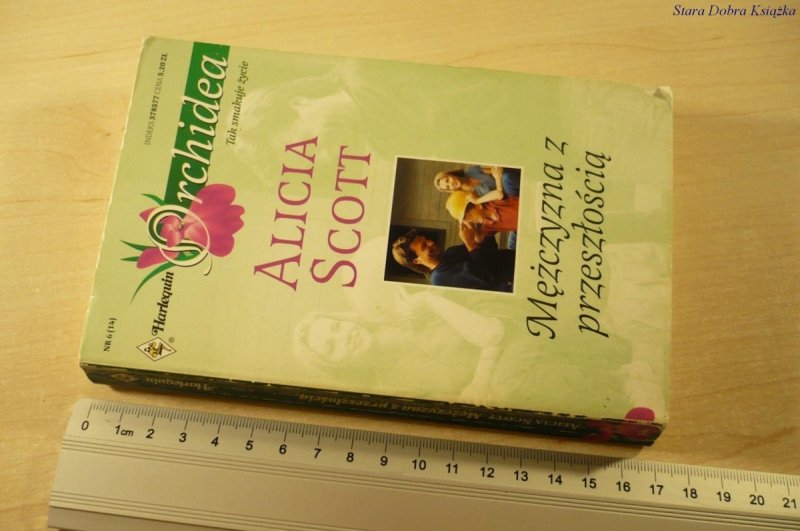 Stara Dobra Książka
INDEKS 378577 CENA 5,20 ZŁ
NR 6 (14)
Harlequin®
Orchidea
Tak smakuje życie
ALICIA
SCOTT
Mężczyzna z
przeszłością
Harlequin
ALICIA SCOTT Mężczyzna z przeszłością
0 1cm 2 3 4 5 6 7 8 9 10 11 12 13 14 15 16 17 18 19 20 21